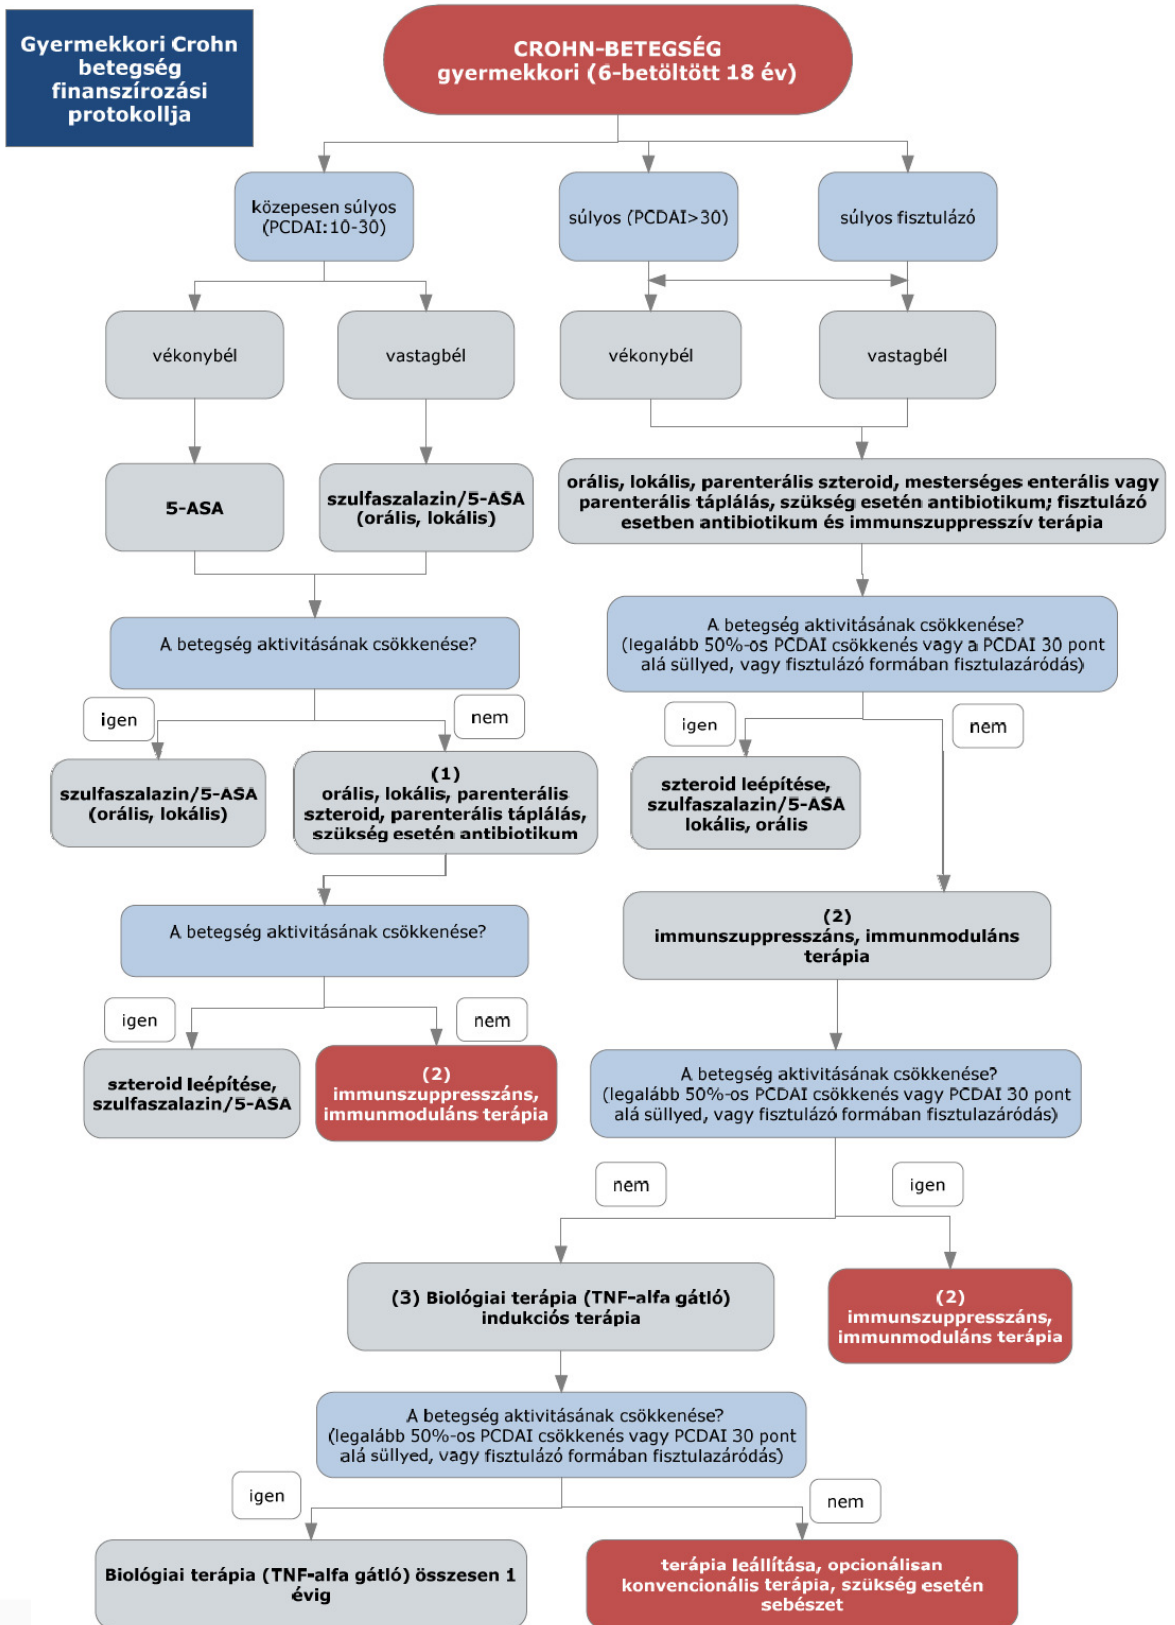 Gyermekkori Crohn
betegség
finanszírozási
protokollja
CROHN-BETEGSÉG
gyermekkori (6-betöltött 18 év)
közepesen súlyos
(PCDAI:10-30)
súlyos (PCDAI>30)
súlyos fisztulázó
vékonybél
vastagbél
vékonybél
vastagbél
5-ASA
szulfaszalazin/5-ASA
(orális, lokális)
orális, lokális, parenterális szteroid, mesterséges enterális vagy
parenterális táplálás, szükség esetén antibiotikum; fisztulázó
esetben antibiotikum és immunszuppresszív terápia
A betegség aktivitásának csökkenése?
A betegség aktivitásának csökkenése?
(legalább 50%-os PCDAI csökkenés vagy a PCDAI 30 pont
alá süllyed, vagy fisztulázó formában fisztulazáródás)
igen
nem
igen
nem
szulfaszalazin/5-ASA
(orális, lokális)
(1)
orális, lokális, parenterális
szteroid, parenterális táplálás,
szükség esetén antibiotikum
szteroid leépítése,
szulfaszalazin/5-ASA
lokális, orális
A betegség aktivitásának csökkenése?
(2)
immunszuppresszáns, immunmoduláns
terápia
igen
nem
szteroid leépítése,
szulfaszalazin/5-ASA
(2)
immunszuppresszáns,
immunmoduláns terápia
A betegség aktivitásának csökkenése?
(legalább 50%-os PCDAI csökkenés vagy PCDAI 30 pont
alá süllyed, vagy fisztulázó formában fisztulazáródás)
nem
igen
(3) Biológiai terápia (TNF-alfa gátló)
indukciós terápia
(2)
immunszuppresszáns,
immunmoduláns terápia
A betegség aktivitásának csökkenése?
(legalább 50%-os PCDAI csökkenés vagy PCDAI 30 pont
alá süllyed, vagy fisztulázó formában fisztulazáródás)
igen
nem
Biológiai terápia (TNF-alfa gátló) összesen 1
évig
terápia leállítása, opcionálisan
konvencionális terápia, szükség esetén
sebészet